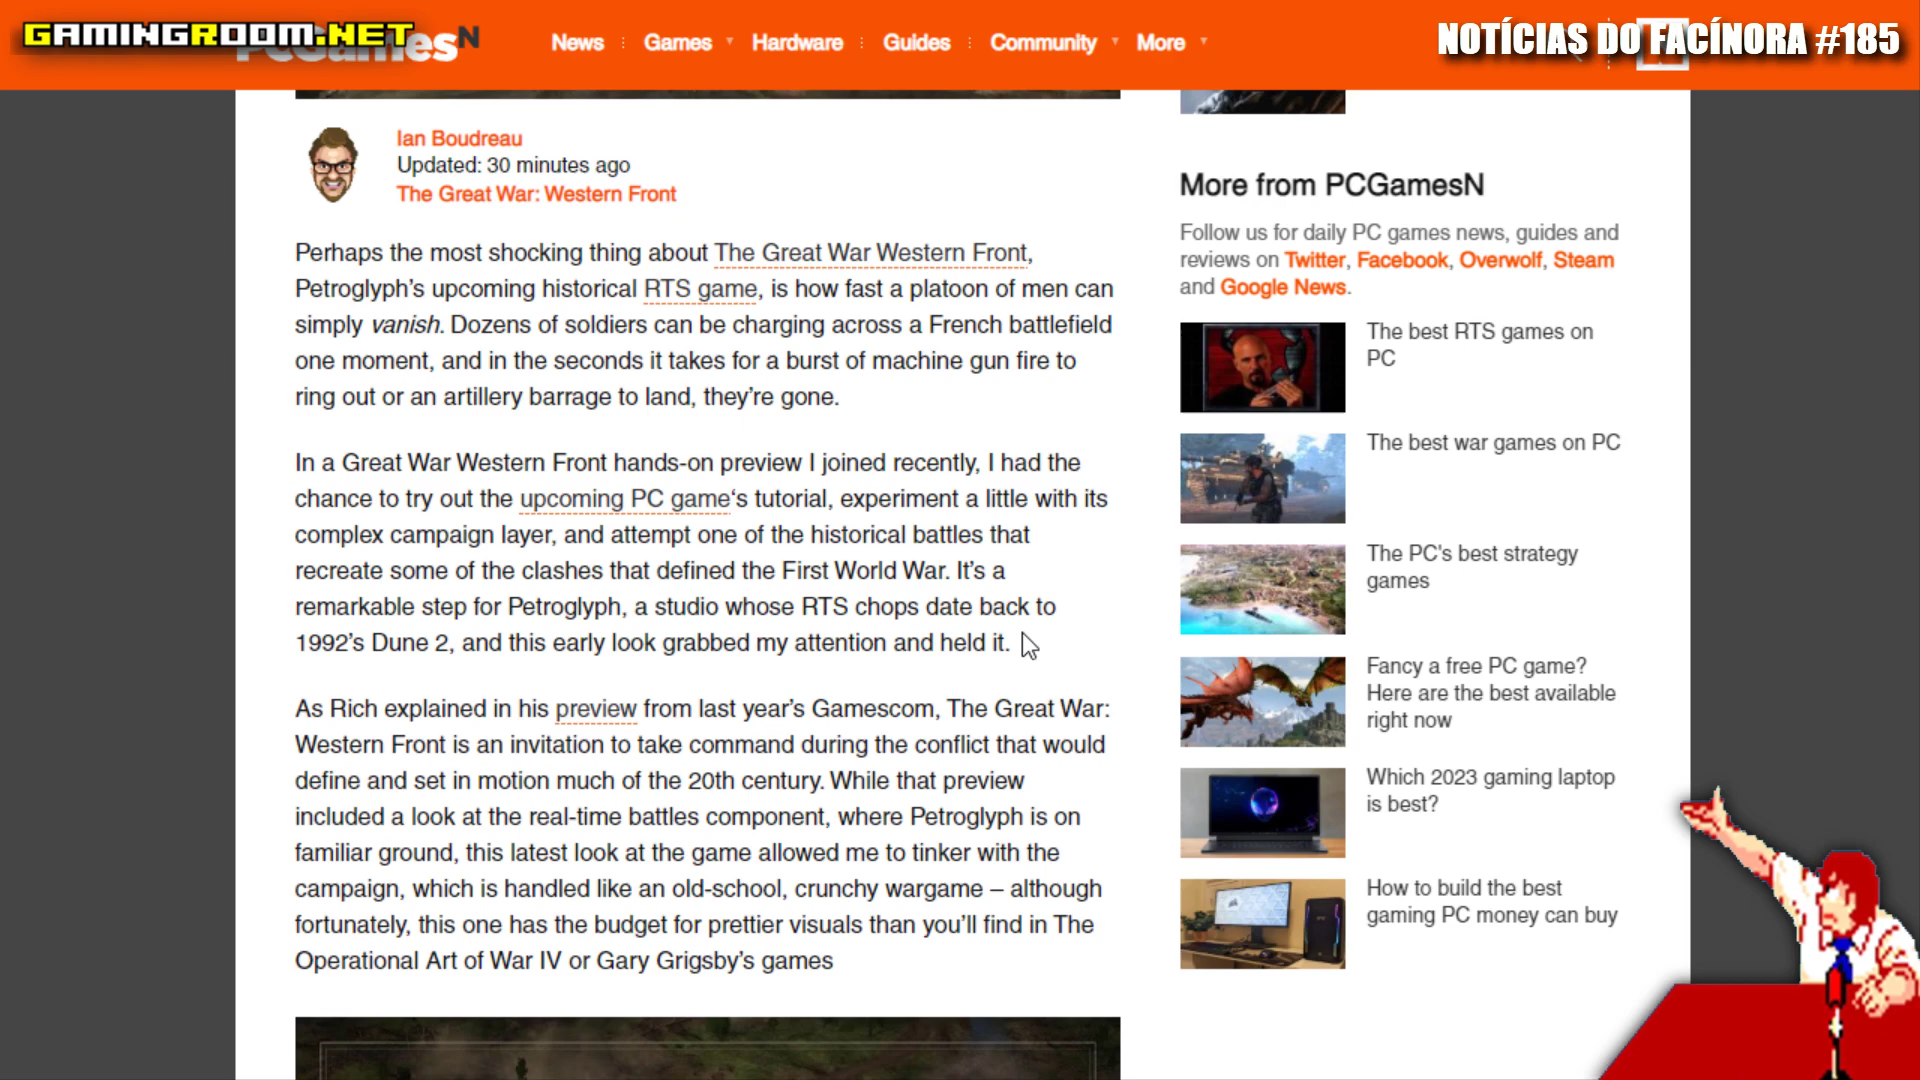 GAMINGROOM.NET
PCGamesN
News
Games
Hardware
Guides
Community
More
NOTÍCIAS DO FACÍNORA #185
Ian Boudreau
Updated: 30 minutes ago
The Great War: Western Front
Perhaps the most shocking thing about The Great War Western Front,
Petroglyph’s upcoming historical RTS game, is how fast a platoon of men can
simply vanish. Dozens of soldiers can be charging across a French battlefield
one moment, and in the seconds it takes for a burst of machine gun fire to
ring out or an artillery barrage to land, they’re gone.
In a Great War Western Front hands-on preview I joined recently, I had the
chance to try out the upcoming PC game‘s tutorial, experiment a little with its
complex campaign layer, and attempt one of the historical battles that
recreate some of the clashes that defined the First World War. It’s a
remarkable step for Petroglyph, a studio whose RTS chops date back to
1992’s Dune 2, and this early look grabbed my attention and held it.
As Rich explained in his preview from last year’s Gamescom, The Great War:
Western Front is an invitation to take command during the conflict that would
define and set in motion much of the 20th century. While that preview
included a look at the real-time battles component, where Petroglyph is on
familiar ground, this latest look at the game allowed me to tinker with the
campaign, which is handled like an old-school, crunchy wargame – although
fortunately, this one has the budget for prettier visuals than you’ll find in The
Operational Art of War IV or Gary Grigsby’s games
More from PCGamesN
Follow us for daily PC games news, guides and
reviews on Twitter, Facebook, Overwolf, Steam
and Google News.
The best RTS games on
PC
The best war games on PC
The PC's best strategy
games
Fancy a free PC game?
Here are the best available
right now
Which 2023 gaming laptop
is best?
How to build the best
gaming PC money can buy